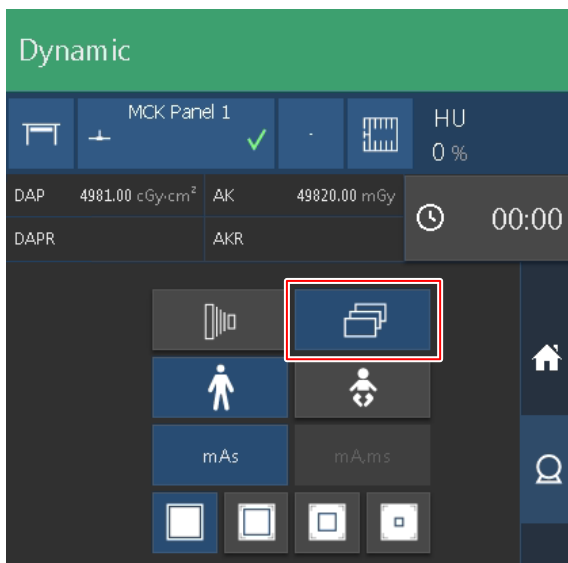 Dynamic
MCK Panel 1
HU
0 %
DAP 4981.00 cGy·cm² AK 49820.00 mGy
00:00
DAPR AKR
mAs mA,ms